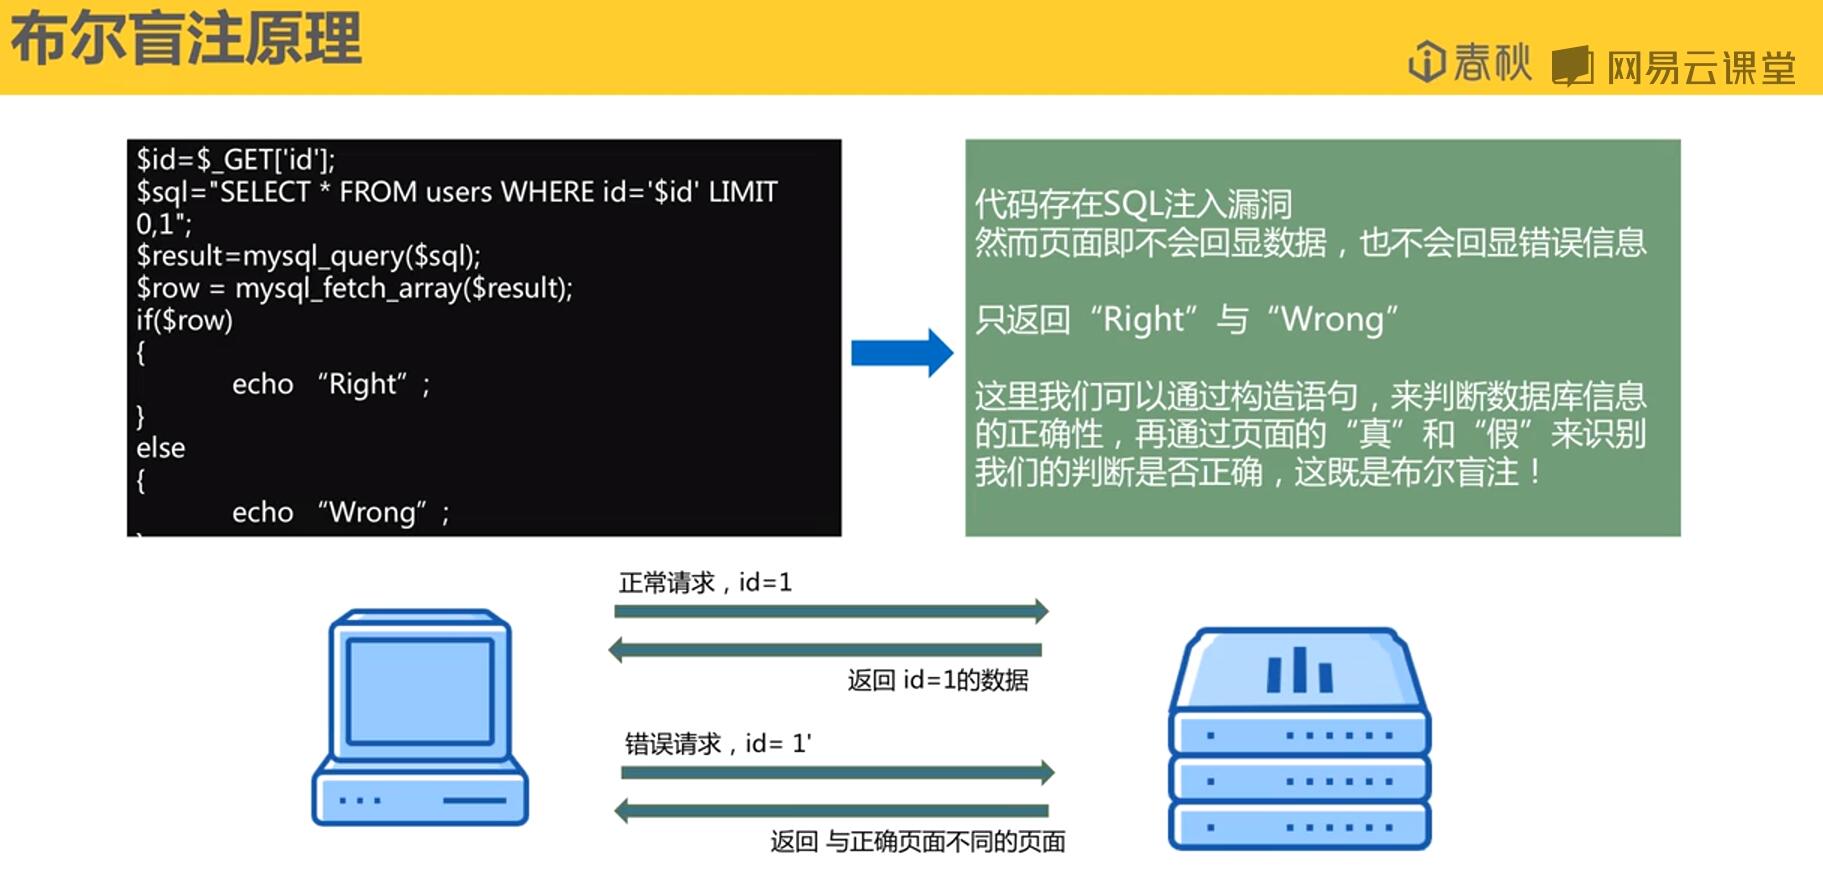 布尔盲注原理
春秋 网易云课堂
$id=$_GET['id'];
$sql="SELECT * FROM users WHERE id='$id' LIMIT
0,1";
$result=mysql_query($sql);
$row = mysql_fetch_array($result);
if($row)
{
echo “Right” ;
}
else
{
echo “Wrong” ;
代码存在SQL注入漏洞
然而页面即不会回显数据，也不会回显错误信息
只返回“Right”与“Wrong”
这里我们可以通过构造语句，来判断数据库信息
的正确性，再通过页面的“真”和“假”来识别
我们的判断是否正确，这既是布尔盲注！
正常请求，id=1
返回 id=1的数据
错误请求，id= 1'
返回 与正确页面不同的页面